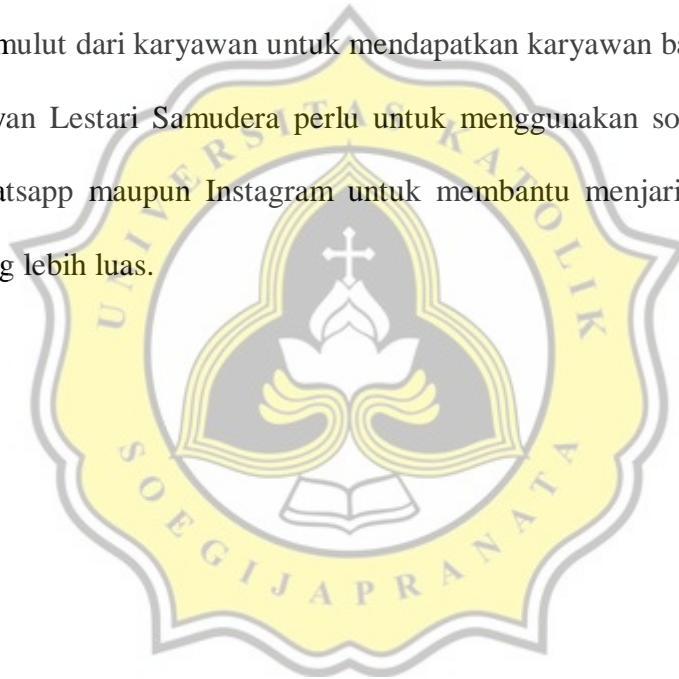 mulut dari karyawan untuk mendapatkan karyawan ba
van Lestari Samudera perlu untuk menggunakan so
atsapp maupun Instagram untuk membantu menjari
g lebih luas.
UNIVERSITAS KATOLIK
SOEGIJAPRANATA